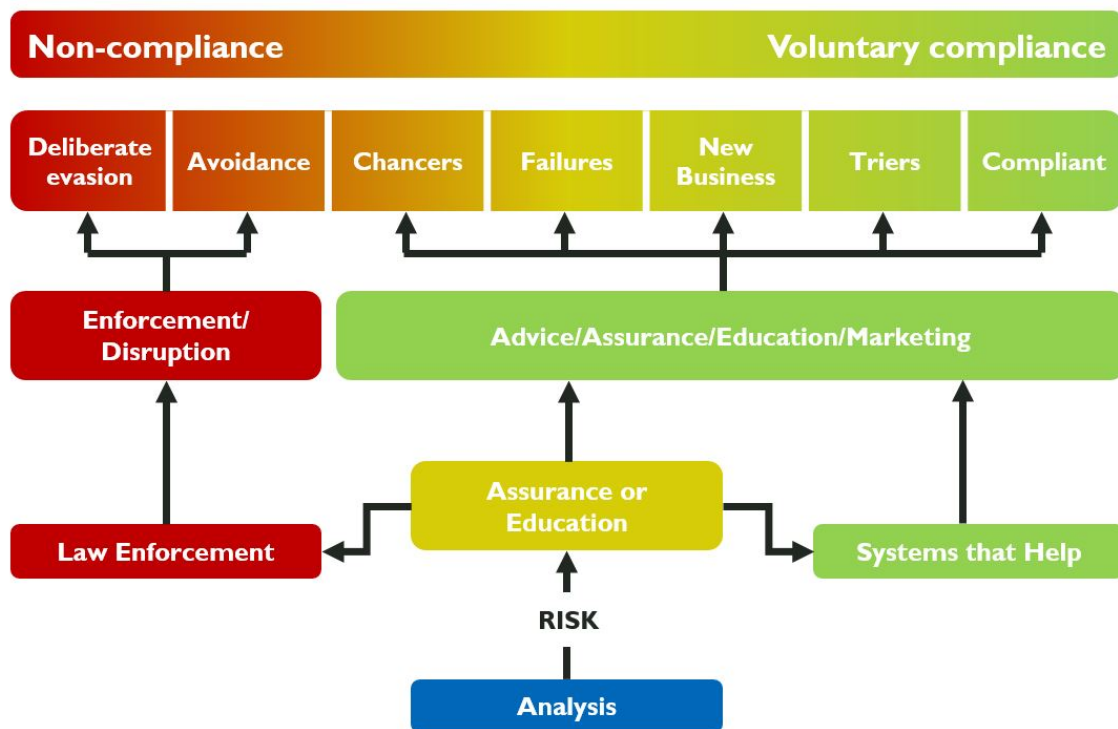 Non-compliance
Voluntary compliance
Deliberate
evasion
Avoidance
Chancers
Failures
New
Business
Triers
Compliant
Enforcement/
Disruption
Advice/Assurance/Education/Marketing
Assurance or
Education
Law Enforcement
Systems that Help
RISK
Analysis